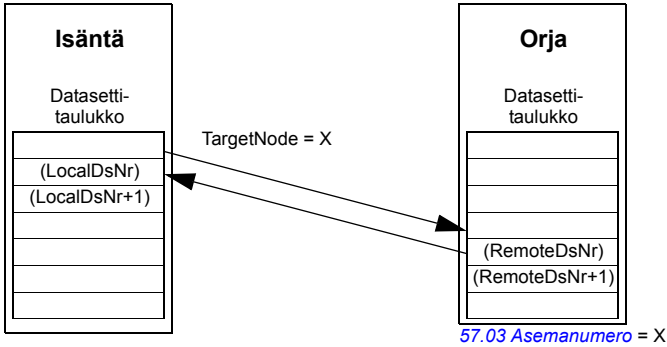 Isäntä
Datasetti-
taulukko
(LocalDsNr)
(LocalDsNr+1)
TargetNode = X
Orja
Datasetti-
taulukko
(RemoteDsNr)
(RemoteDsNr+1)
57.03 Asemanumero = X